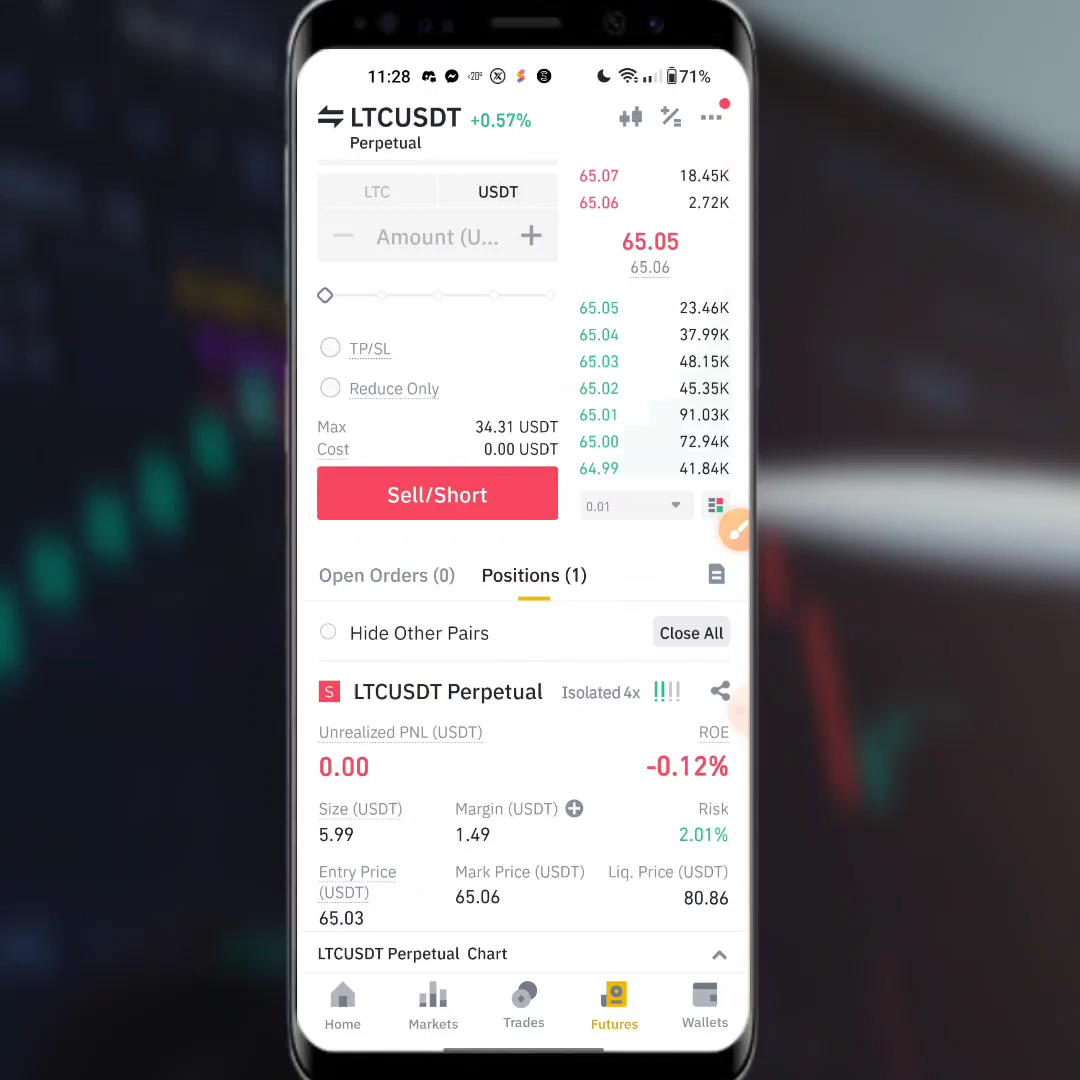 11:28 <20° 71%
LTCUSDT +0.57%
Perpetual
LTC USDT
Amount (U...
TP/SL
Reduce Only
Max 34.31 USDT
Cost 0.00 USDT
Sell/Short
65.07 18.45K
65.06 2.72K
65.05
65.06
65.05 23.46K
65.04 37.99K
65.03 48.15K
65.02 45.35K
65.01 91.03K
65.00 72.94K
64.99 41.84K
0.01
Open Orders (0) Positions (1)
Hide Other Pairs Close All
S LTCUSDT Perpetual Isolated 4x
Unrealized PNL (USDT) ROE
0.00 -0.12%
Size (USDT) Margin (USDT) Risk
5.99 1.49 2.01%
Entry Price (USDT) Mark Price (USDT) Liq. Price (USDT)
65.03 65.06 80.86
LTCUSDT Perpetual Chart
Home Markets Trades Futures Wallets